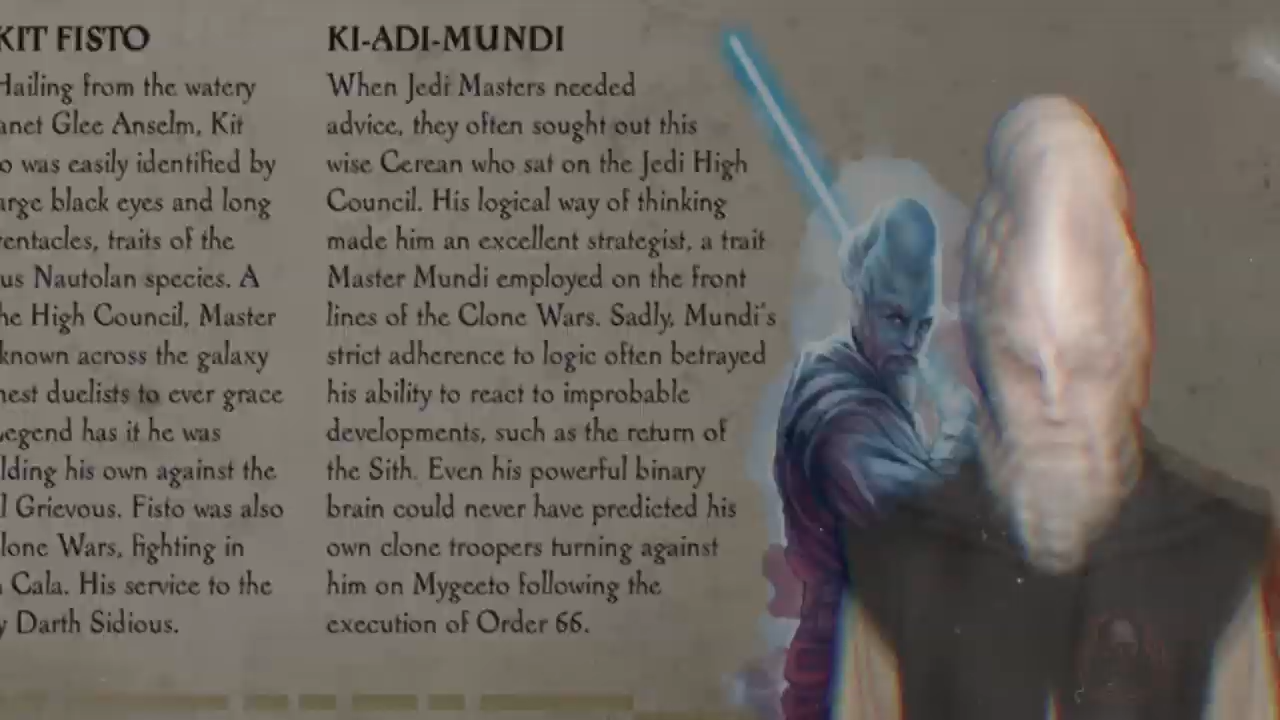 KIT FISTO
Hailing from the watery
anet Glee Anselm, Kit
o was easily identified by
arge black eyes and long
entacles, traits of the
us Nautolan species. A
he High Council, Master
known across the galaxy
nest duelists to ever grace
Legend has it he was
lding his own against the
l Grievous. Fisto was also
lone Wars, fighting in
Cala. His service to the
y Darth Sidious.
KI-ADI-MUNDI
When Jedi Masters needed
advice, they often sought out this
wise Cerean who sat on the Jedi High
Council. His logical way of thinking
made him an excellent strategist, a trait
Master Mundi employed on the front
lines of the Clone Wars. Sadly, Mundi's
strict adherence to logic often betrayed
his ability to react to improbable
developments, such as the return of
the Sith. Even his powerful binary
brain could never have predicted his
own clone troopers turning against
him on Mygeeto following the
execution of Order 66.